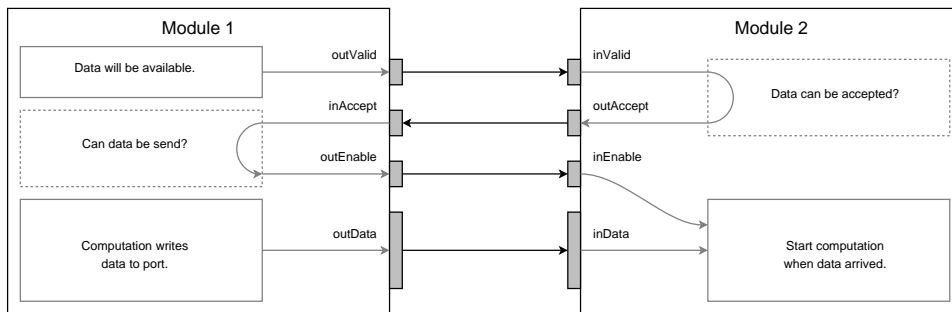 Module 1
Module 2
Data will be available.
outValid
inValid
Data can be accepted?
inAccept
outAccept
Can data be send?
outEnable
inEnable
Computation writes
data to port.
outData
inData
Start computation
when data arrived.